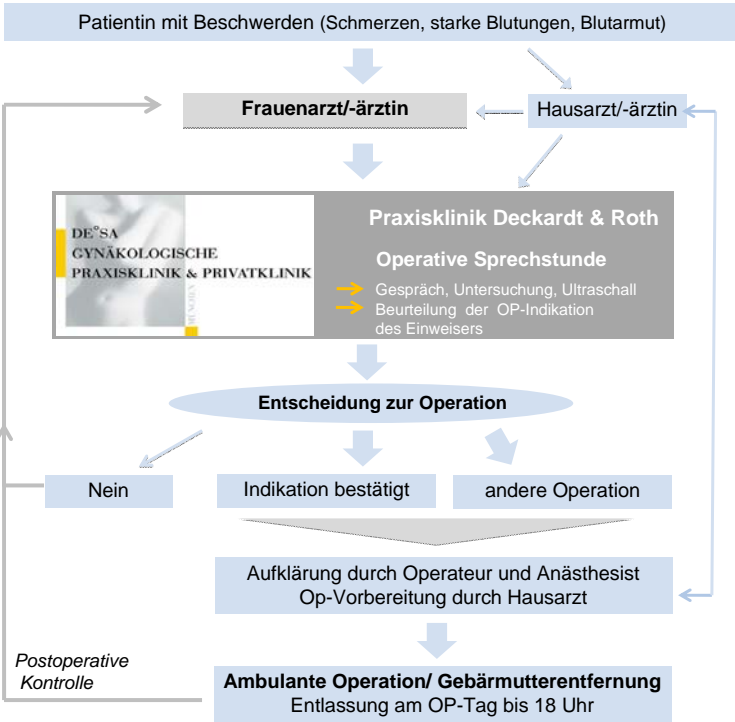 Patientin mit Beschwerden (Schmerzen, starke Blutungen, Blutarmut)
Frauenarzt/-ärztin
Hausarzt/-ärztin
DE°SA
GYNÄKOLOGISCHE
PRAXISKLINIK & PRIVATKLINIK
MÜNCHEN
Praxisklinik Deckardt & Roth
Operative Sprechstunde
Gespräch, Untersuchung, Ultraschall
Beurteilung der OP-Indikation
des Einweisers
Entscheidung zur Operation
Nein
Indikation bestätigt
andere Operation
Aufklärung durch Operateur und Anästhesist
Op-Vorbereitung durch Hausarzt
Postoperative
Kontrolle
Ambulante Operation/ Gebärmutterentfernung
Entlassung am OP-Tag bis 18 Uhr